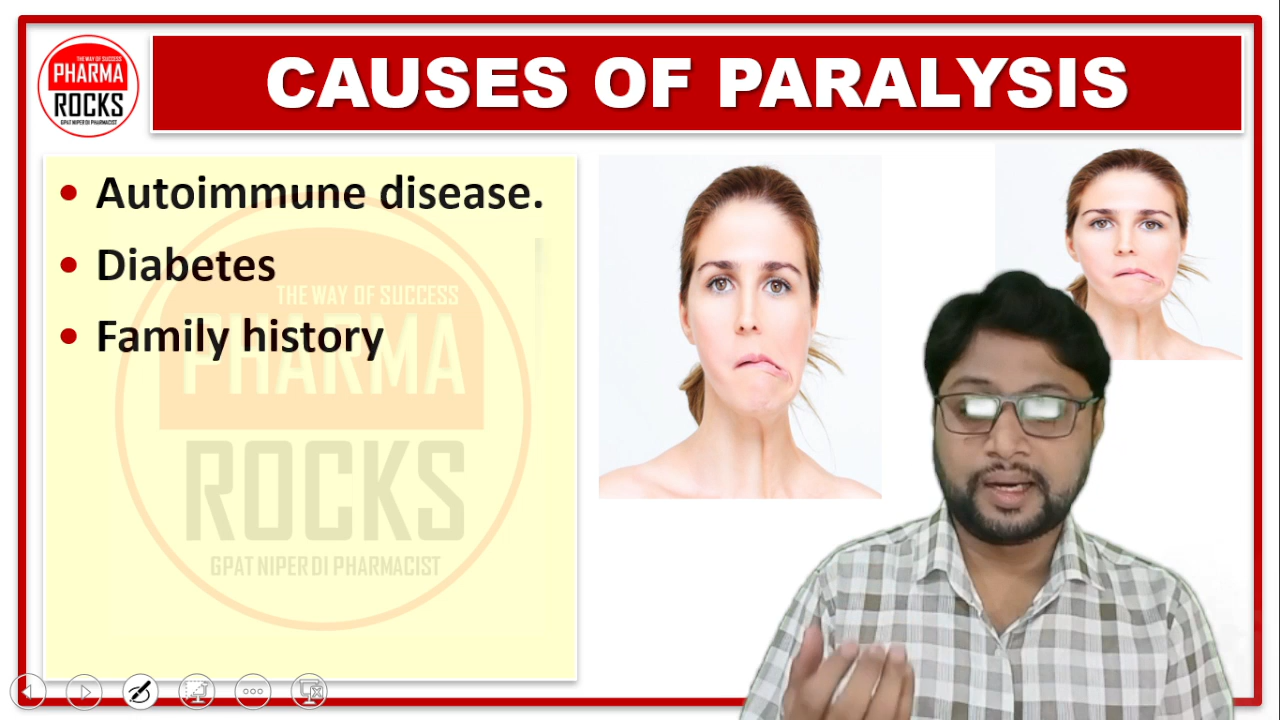 THE WAY OF SUCCESS
PHARMA
ROCKS
GPAT NIPER DI PHARMACIST
CAUSES OF PARALYSIS
• Autoimmune disease.
• Diabetes
• Family history
THE WAY OF SUCCESS
PHARMA
ROCKS
GPAT NIPER DI PHARMACIST